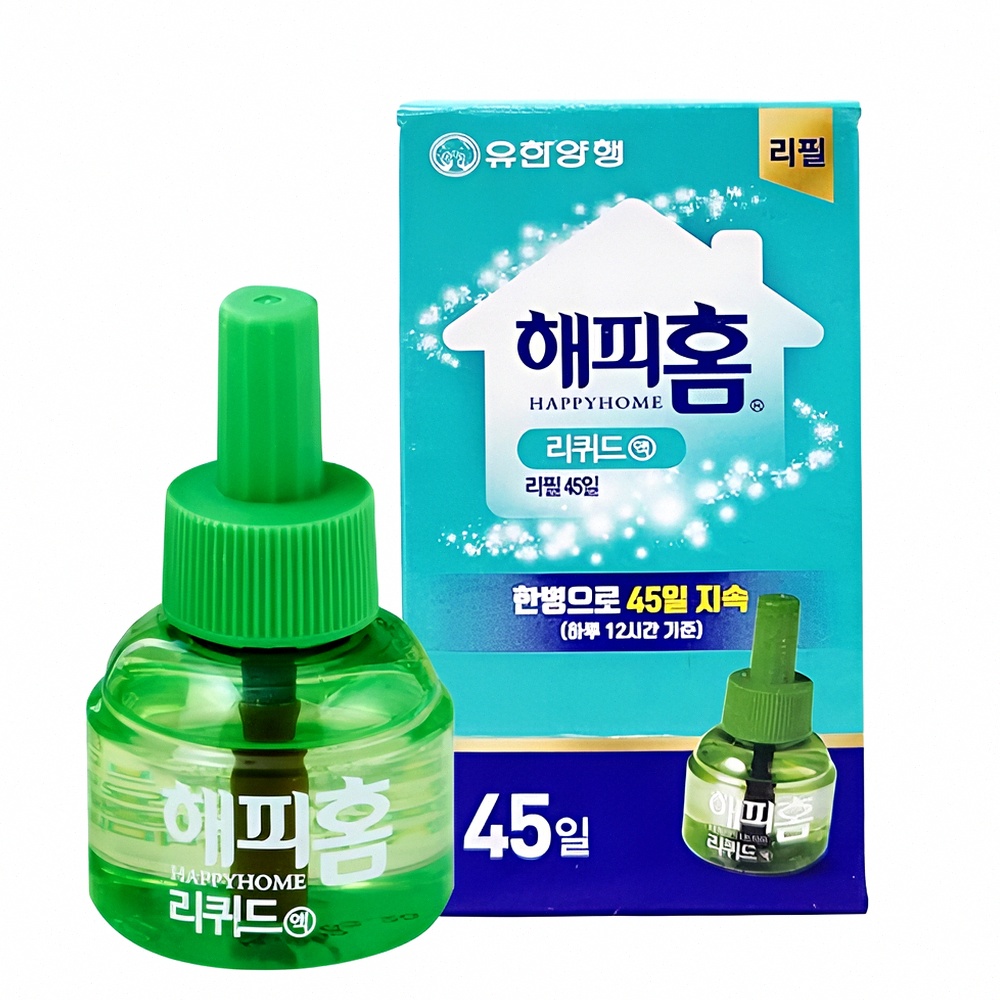 유한양행
리필
해피홈
HAPPYHOME
리퀴드액
리필 45일
한병으로 45일 지속
(하루 12시간 기준)
45일
해피홈
리퀴드
해피홈
HAPPYHOME
리퀴드액